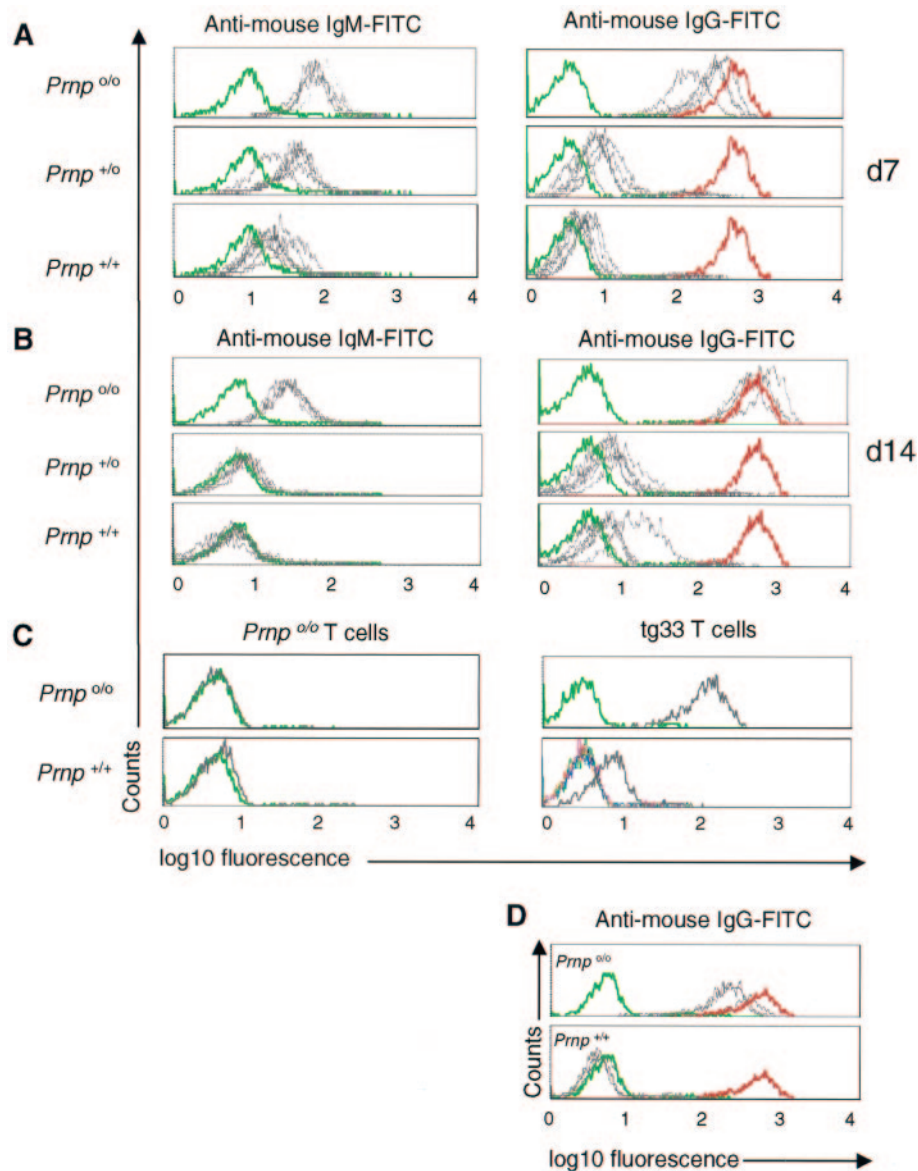 A
Anti-mouse IgM-FITC
Anti-mouse IgG-FITC
Prnp o/o
Prnp +/o
d7
Prnp +/+
0 1 2 3 4
0 1 2 3 4
B
Anti-mouse IgM-FITC
Anti-mouse IgG-FITC
Prnp o/o
Prnp +/o
d14
Prnp +/+
0 1 2 3 4
0 1 2 3 4
C
Prnp o/o T cells
tg33 T cells
Prnp o/o
Prnp +/+
Counts
0 1 2 3 4
0 1 2 3 4
log10 fluorescence
D
Anti-mouse IgG-FITC
Prnp o/o
Prnp +/+
Counts
0 1 2 3 4
log10 fluorescence